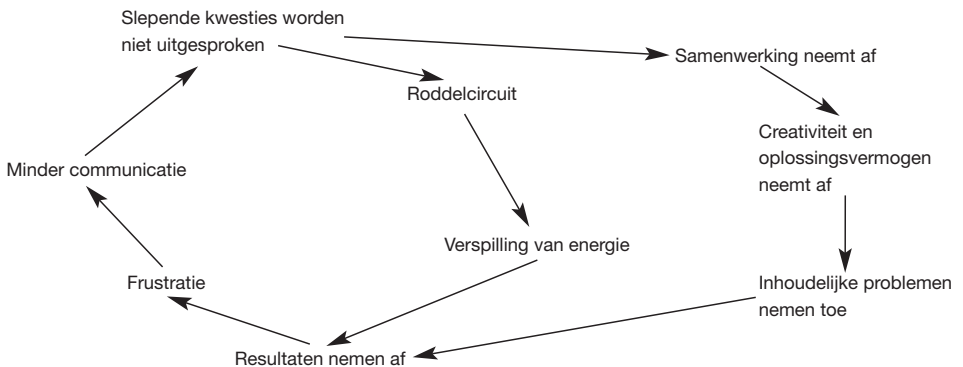 Slepende kwesties worden
niet uitgesproken
Samenwerking neemt af
Roddelcircuit
Creativiteit en
oplossingsvermogen
neemt af
Minder communicatie
Verspilling van energie
Frustratie
Inhoudelijke problemen
nemen toe
Resultaten nemen af